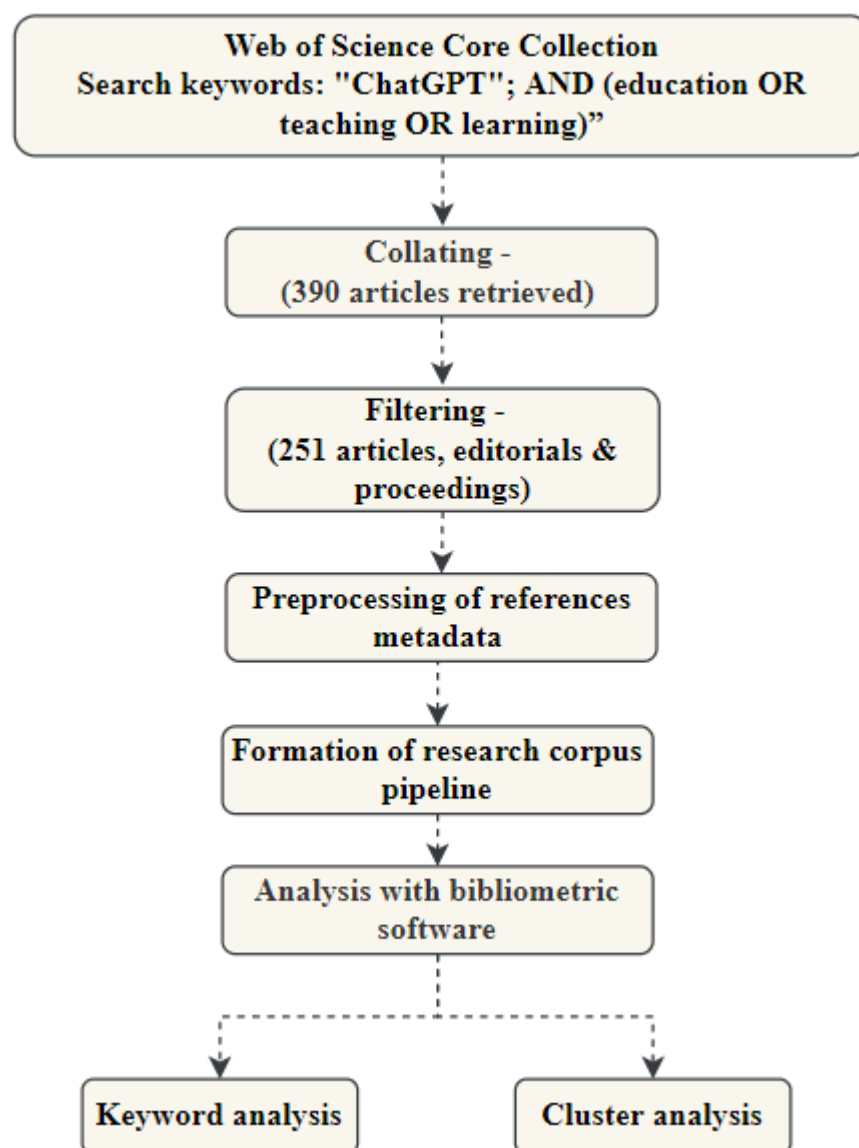 Web of Science Core Collection
Search keywords: "ChatGPT"; AND (education OR
teaching OR learning)”
Collating -
(390 articles retrieved)
Filtering -
(251 articles, editorials &
proceedings)
Preprocessing of references
metadata
Formation of research corpus
pipeline
Analysis with bibliometric
software
Keyword analysis
Cluster analysis